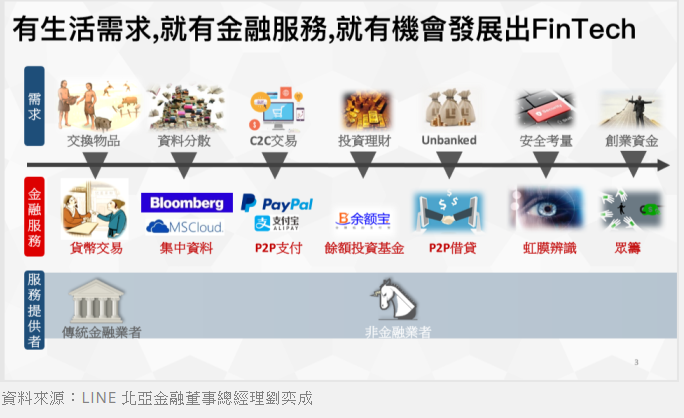 有生活需求,就有金融服務,就有機會發展出FinTech
需求
交換物品 資料分散 C2C交易 投資理財 Unbanked 安全考量 創業資金
金融服務
Bloomberg
MSCloud.
PayPal
支付宝
ALIPAY
余额宝
貨幣交易 集中資料 P2P支付 餘額投資基金 P2P借貸 虹膜辨識 眾籌
服務提供者
傳統金融業者 非金融業者
3
資料來源：LINE 北亞金融董事總經理劉奕成